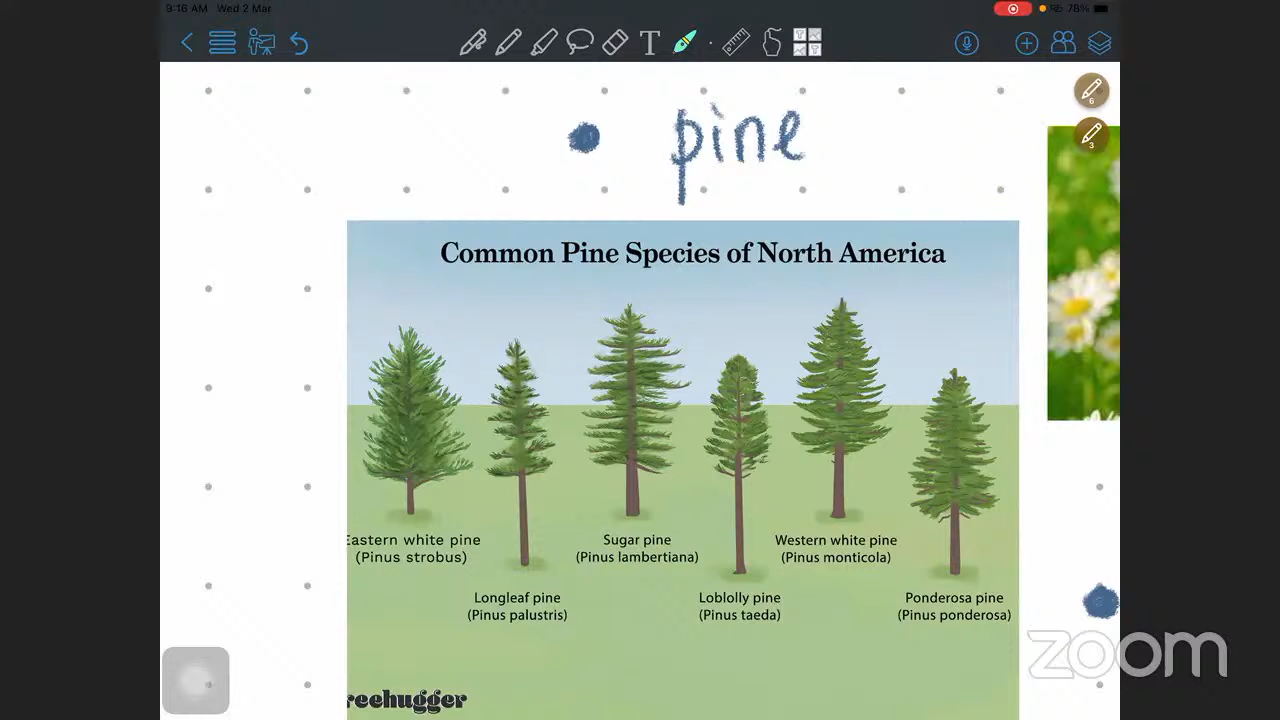 9:16 AM Wed 2 Mar
78%
T
6
3
pine
Common Pine Species of North America
Eastern white pine
(Pinus strobus)
Sugar pine
(Pinus lambertiana)
Western white pine
(Pinus monticola)
Longleaf pine
(Pinus palustris)
Loblolly pine
(Pinus taeda)
Ponderosa pine
(Pinus ponderosa)
reehugger
zoom